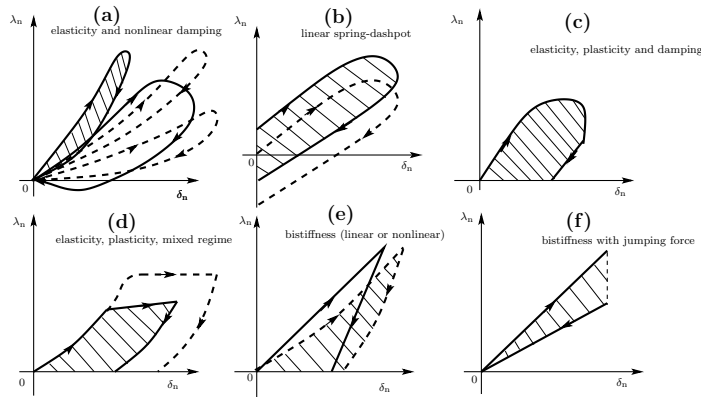 (a)
λn
elasticity and nonlinear damping
0
δn
(b)
λn
linear spring-dashpot
0
δn
(c)
λn
elasticity, plasticity and damping
0
δn
(d)
λn
elasticity, plasticity, mixed regime
0
δn
(e)
λn
bistiffness (linear or nonlinear)
0
δn
(f)
λn
bistiffness with jumping force
0
δn